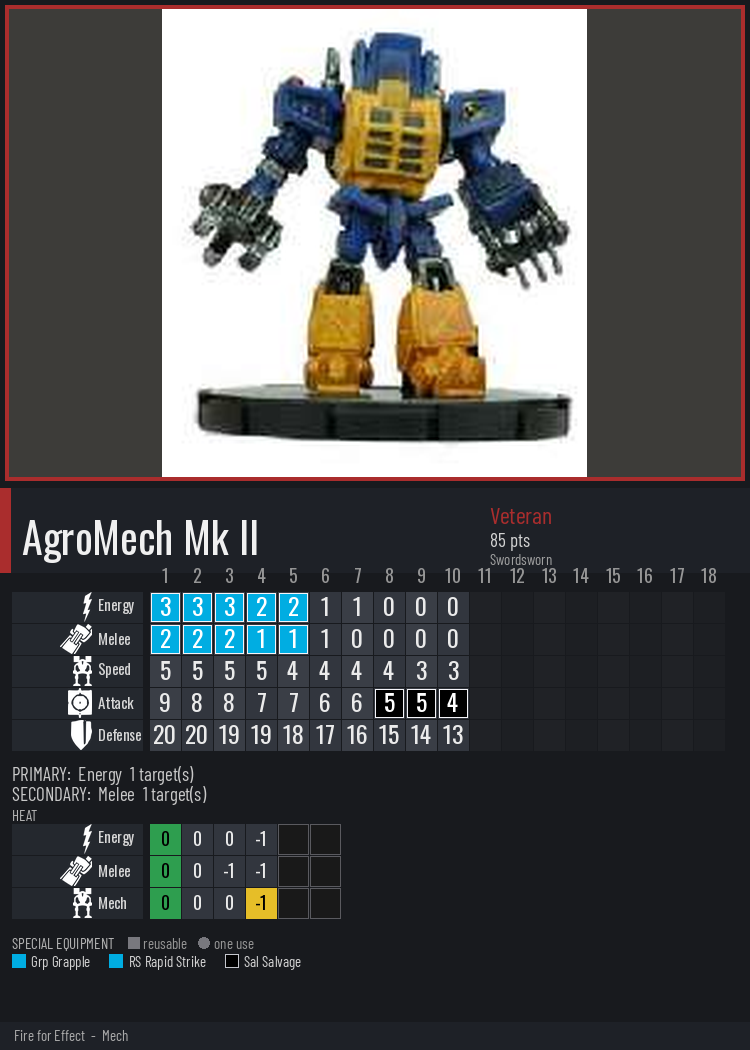 AgroMech Mk II
Veteran
85 pts
Swordsworn
1 2 3 4 5 6 7 8 9 10 11 12 13 14 15 16 17 18
Energy 3 3 3 2 2 1 1 0 0 0
Melee 2 2 2 1 1 1 0 0 0 0
Speed 5 5 5 5 4 4 4 4 3 3
Attack 9 8 8 7 7 6 6 5 5 4
Defense 20 20 19 19 18 17 16 15 14 13
PRIMARY: Energy 1 target(s)
SECONDARY: Melee 1 target(s)
HEAT
Energy 0 0 0 -1
Melee 0 0 -1 -1
Mech 0 0 0 -1
SPECIAL EQUIPMENT reusable one use
Grp Grapple RS Rapid Strike Sal Salvage
Fire for Effect - Mech